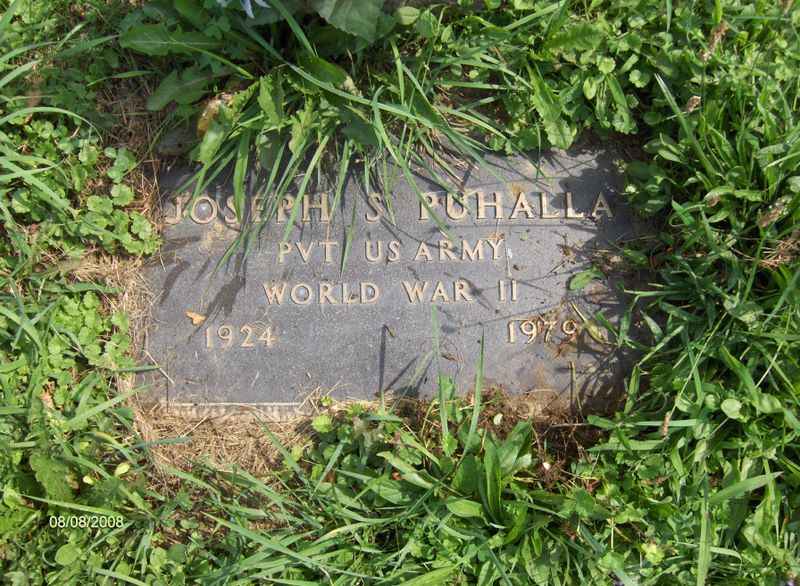 JOSEPH S PUHALLA
PVT US ARMY
WORLD WAR II
1924 1979
08/08/2008